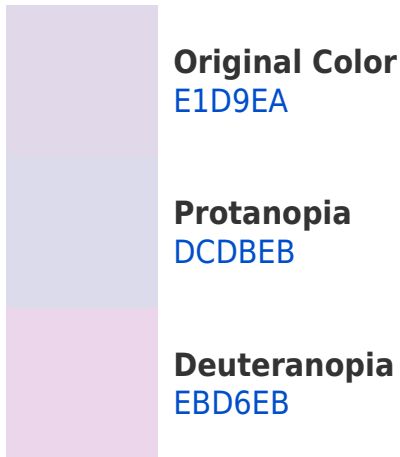 Original Color
E1D9EA
Protanopia
DCDBEB
Deuteranopia
EBD6EB